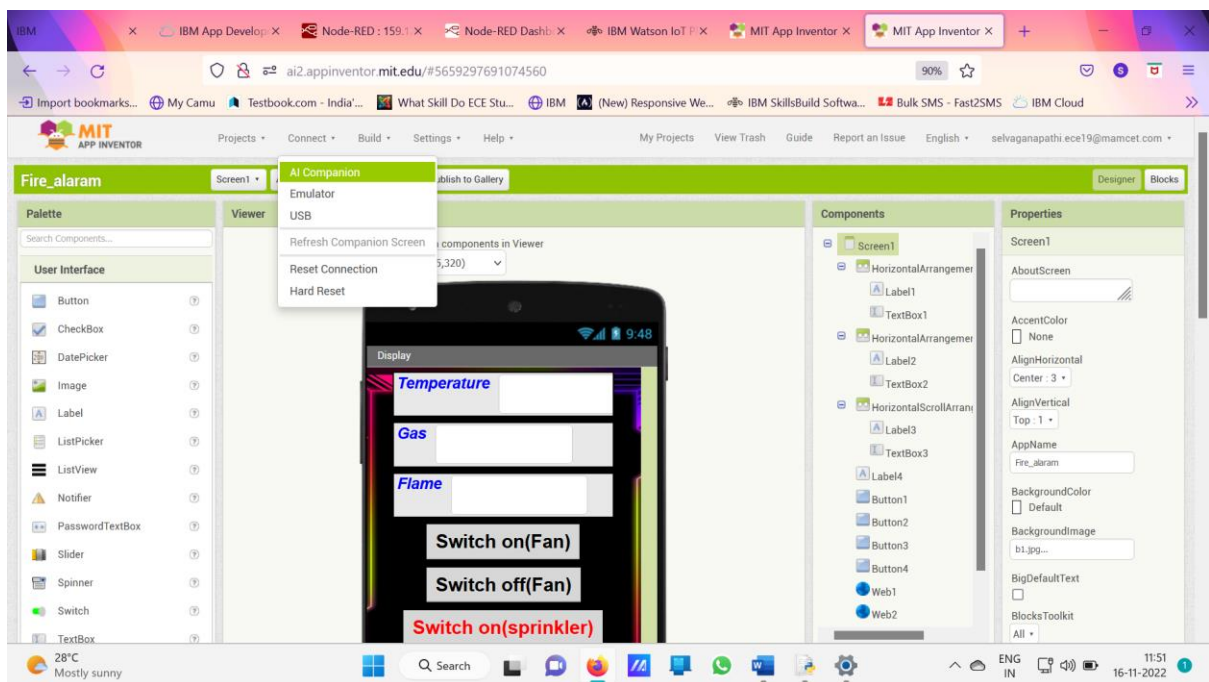 IBM
IBM App Develop
Node-RED : 159.1
Node-RED Dashb
IBM Watson IoT P
MIT App Inventor
MIT App Inventor
ai2.appinventor.mit.edu/#5659297691074560
90%
S
Import bookmarks...
My Camu
Testbook.com - India'...
What Skill Do ECE Stu...
IBM
(New) Responsive We...
IBM SkillsBuild Softwa...
Bulk SMS - Fast2SMS
IBM Cloud
MIT
APP INVENTOR
Projects
Connect
Build
Settings
Help
My Projects
View Trash
Guide
Report an Issue
English
selvaganapathi.ece19@mamcet.com
Fire_alaram
Screen1
Publish to Gallery
Designer
Blocks
AI Companion
Emulator
USB
Refresh Companion Screen
Reset Connection
Hard Reset
Palette
Search Components...
User Interface
Button
CheckBox
DatePicker
Image
Label
ListPicker
ListView
Notifier
PasswordTextBox
Slider
Spinner
Switch
TextBox
Viewer
components in Viewer
5,320)
9:48
Display
Temperature
Gas
Flame
Switch on(Fan)
Switch off(Fan)
Switch on(sprinkler)
Components
Screen1
HorizontalArrangemen
Label1
TextBox1
HorizontalArrangemen
Label2
TextBox2
HorizontalScrollArrang
Label3
TextBox3
Label4
Button1
Button2
Button3
Button4
Web1
Web2
Properties
Screen1
AboutScreen
AccentColor
None
AlignHorizontal
Center : 3
AlignVertical
Top : 1
AppName
Fire_alaram
BackgroundColor
Default
BackgroundImage
b1.jpg...
BigDefaultText
BlocksToolkit
All
28°C
Mostly sunny
Search
ENG
IN
11:51
16-11-2022
1